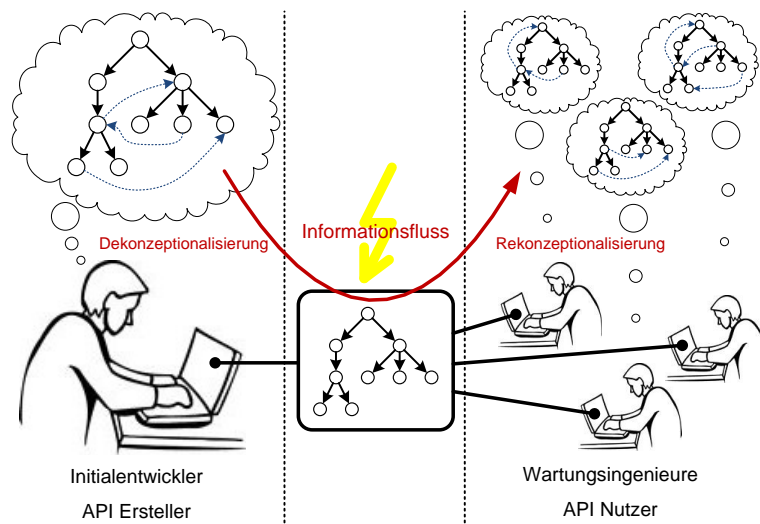 Dekonzeptionalisierung
Informationsfluss
Rekonzeptionalisierung
Initialentwickler
API Ersteller
Wartungsingenieure
API Nutzer